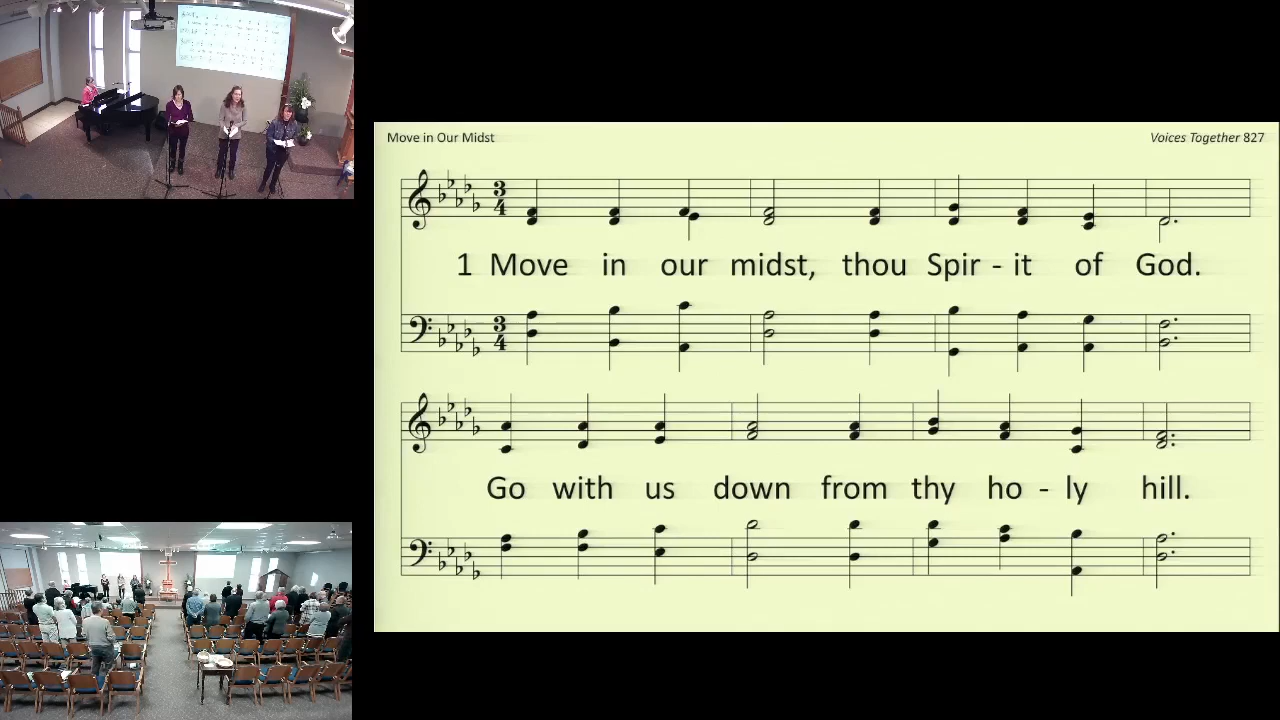 Move in Our Midst
Voices Together 827
1 Move in our midst, thou Spir - it of God.
Go with us down from thy ho - ly hill.